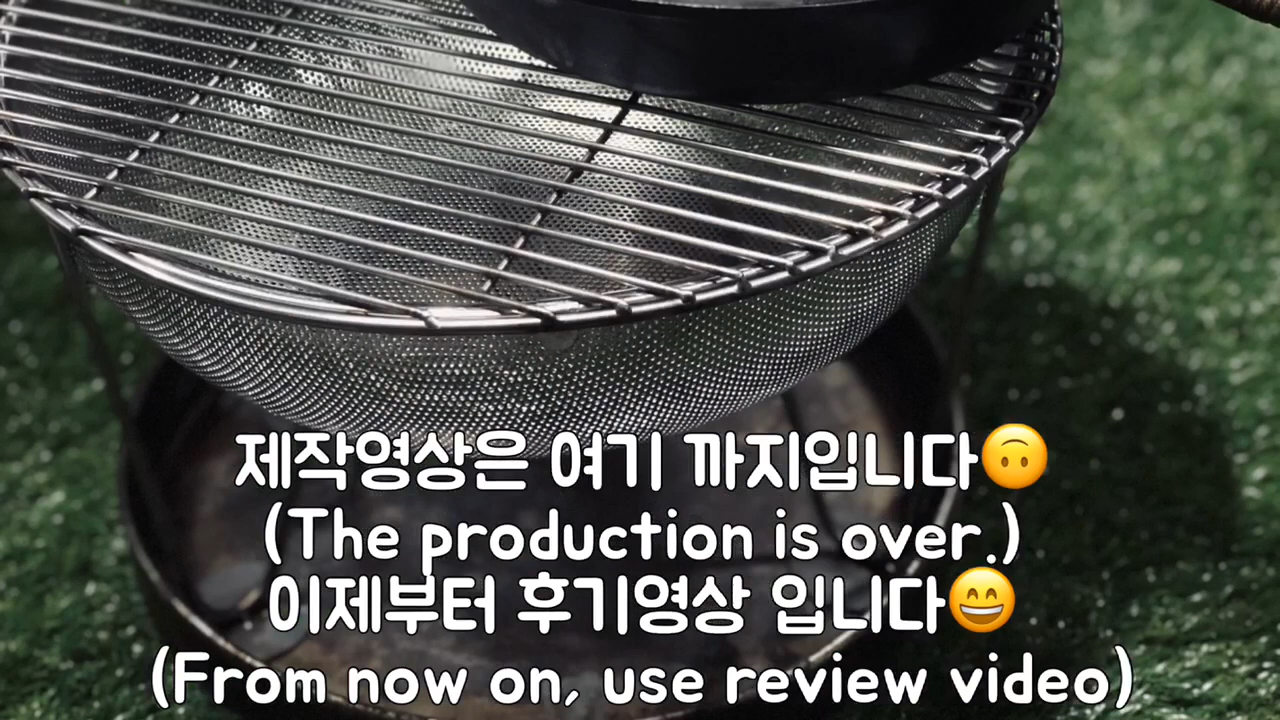 제작영상은 여기 까지입니다🙃
(The production is over.)
이제부터 후기영상 입니다😄
(From now on, use review video)